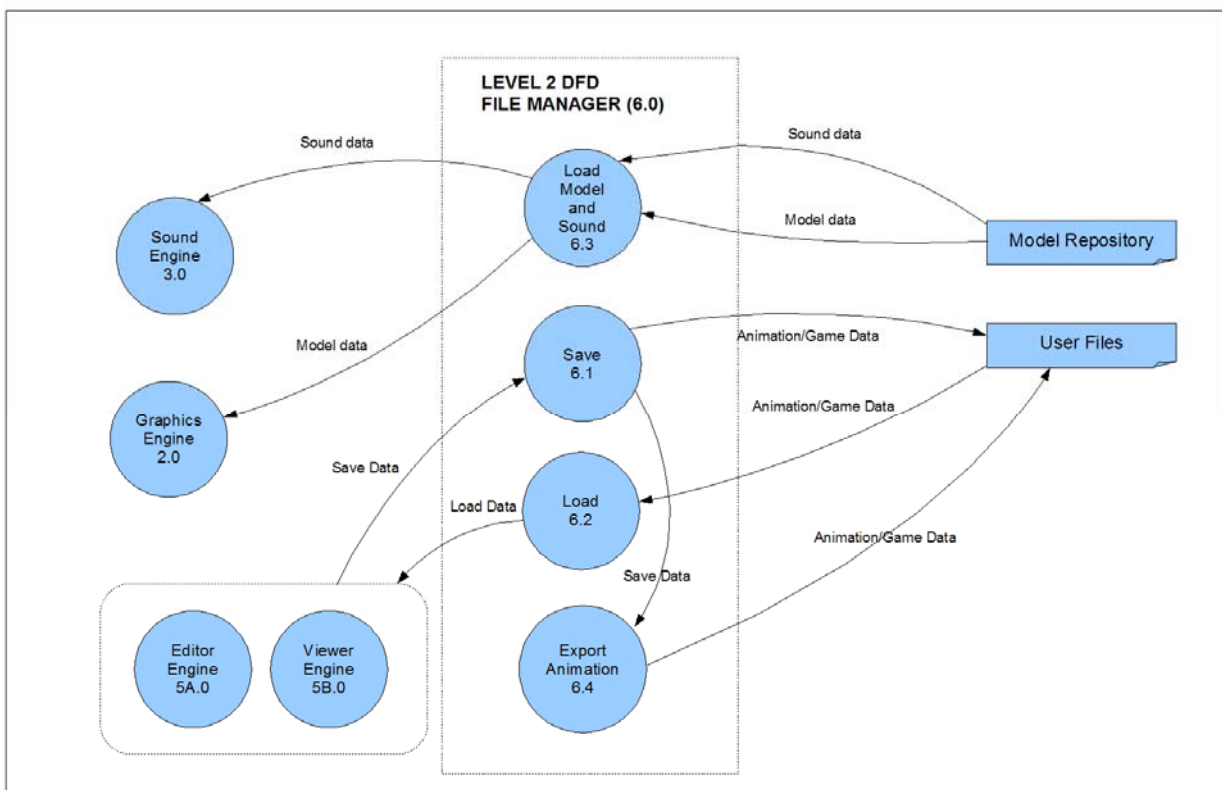 LEVEL 2 DFD
FILE MANAGER (6.0)
Sound data
Sound data
Load
Model
and
Sound
6.3
Model data
Sound
Engine
3.0
Model Repository
Model data
Save
6.1
Animation/Game Data
User Files
Graphics
Engine
2.0
Animation/Game Data
Save Data
Load Data
Load
6.2
Animation/Game Data
Save Data
Editor
Engine
5A.0
Viewer
Engine
5B.0
Export
Animation
6.4